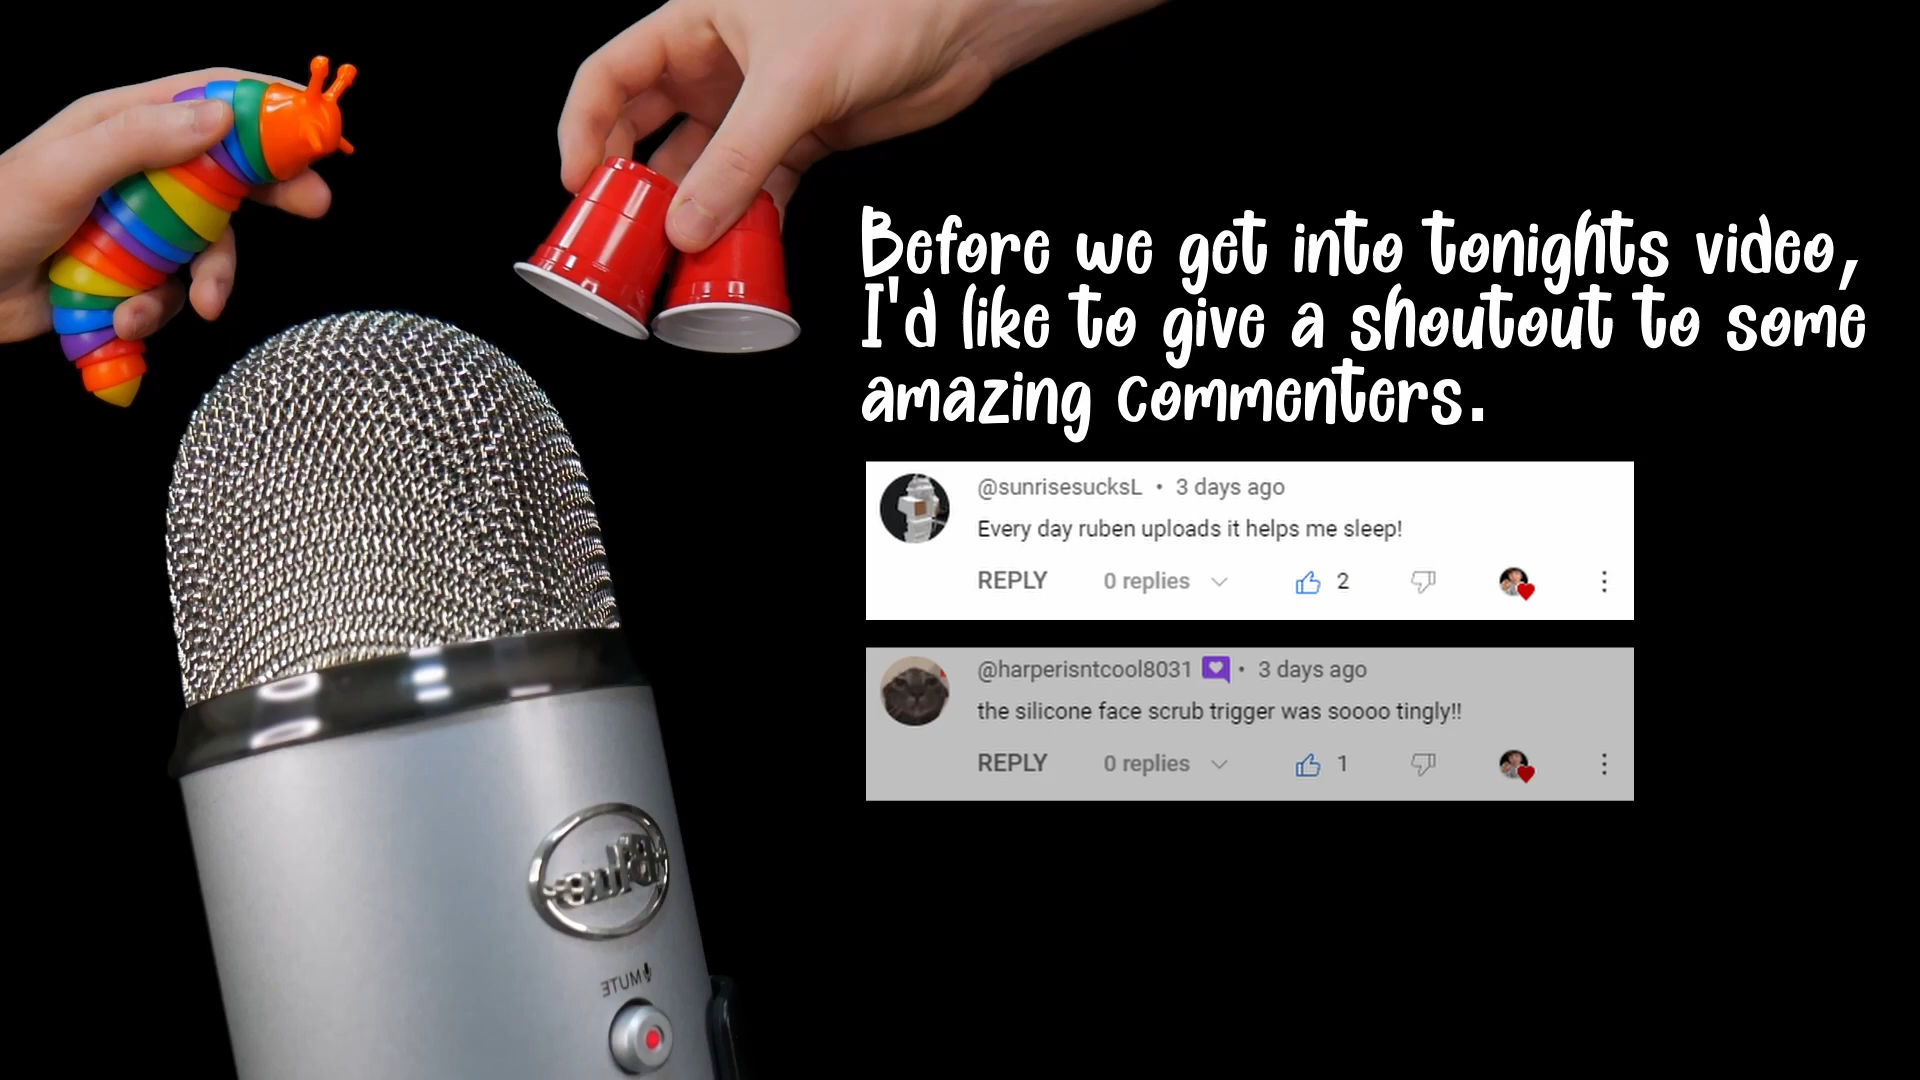 Before we get into tonights video,
I'd like to give a shoutout to some
amazing commenters.
@sunrisesucksL • 3 days ago
Every day ruben uploads it helps me sleep!
REPLY 0 replies 2
@harperisntcool8031 • 3 days ago
the silicone face scrub trigger was soooo tingly!!
REPLY 0 replies 1
Blue
MUTE